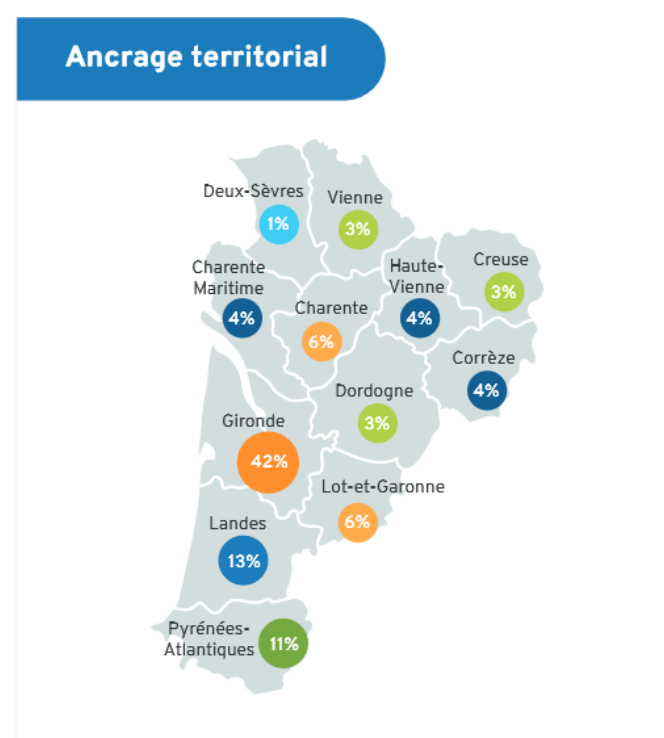 Ancrage territorial
Deux-Sèvres
1%
Vienne
3%
Charente
Maritime
4%
Charente
6%
Haute-
Vienne
4%
Creuse
3%
Corrèze
4%
Dordogne
3%
Gironde
42%
Lot-et-Garonne
6%
Landes
13%
Pyrénées-
Atlantiques
11%